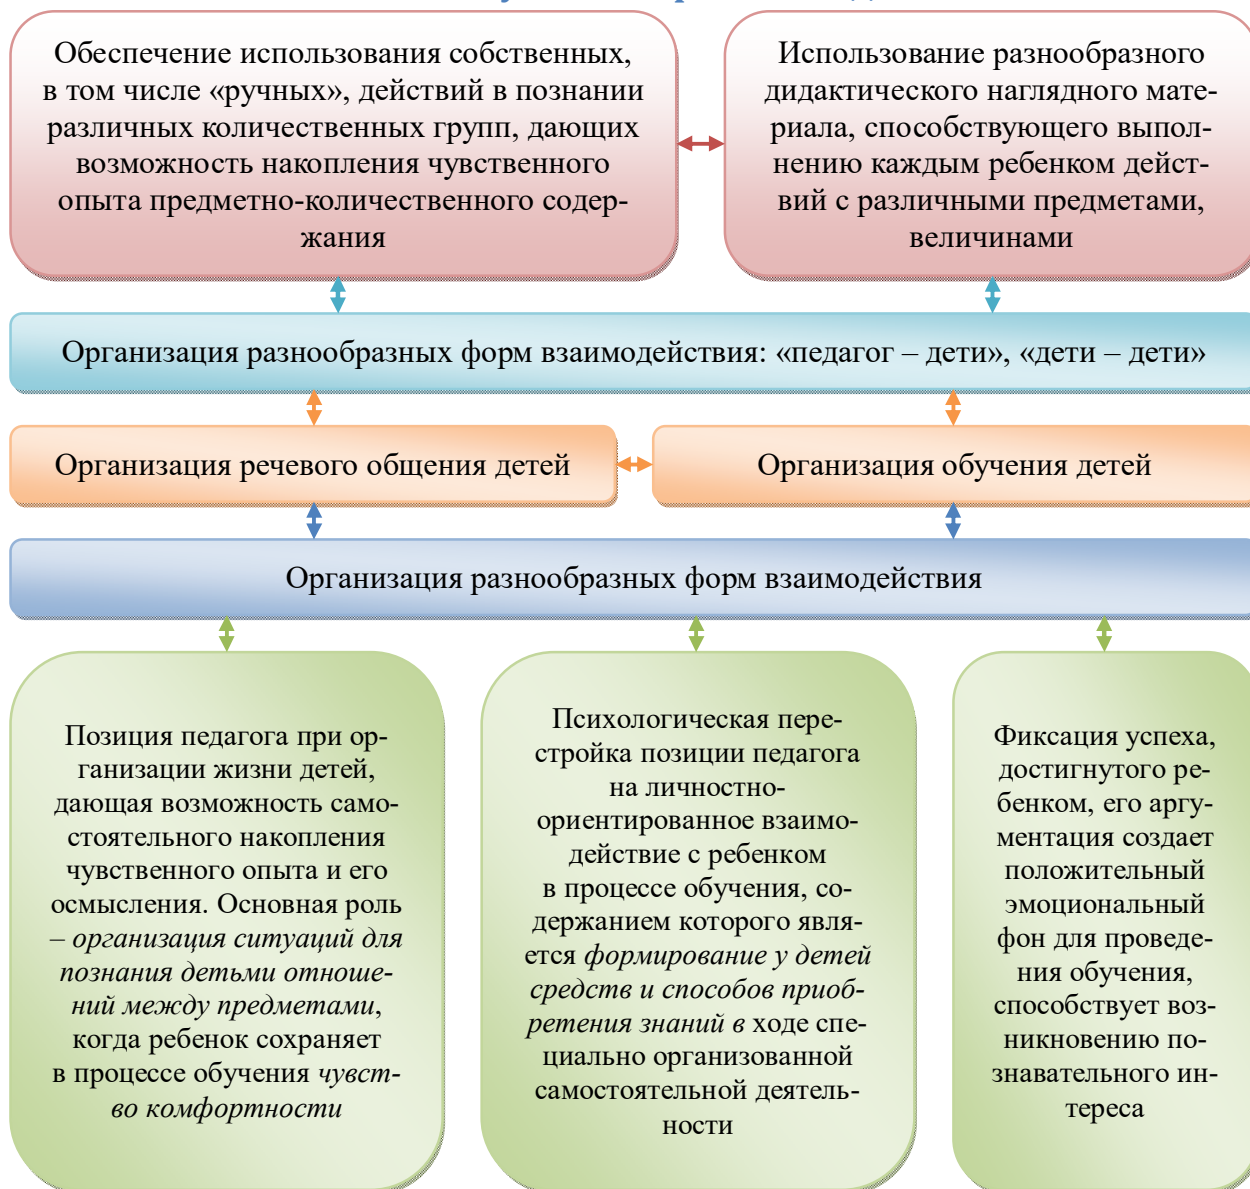 Обеспечение использования собственных,
в том числе «ручных», действий в познании
различных количественных групп, дающих
возможность накопления чувственного
опыта предметно-количественного содер-
жания
Использование разнообразного
дидактического наглядного мате-
риала, способствующего выпол-
нению каждым ребенком дейст-
вий с различными предметами,
величинами
Организация разнообразных форм взаимодействия: «педагог – дети», «дети – дети»
Организация речевого общения детей
Организация обучения детей
Организация разнообразных форм взаимодействия
Позиция педагога при ор-
ганизации жизни детей,
дающая возможность само-
стоятельного накопления
чувственного опыта и его
осмысления. Основная роль
– организация ситуаций для
познания детьми отноше-
ний между предметами,
когда ребенок сохраняет
в процессе обучения чувст-
во комфортности
Психологическая пере-
стройка позиции педагога
на личностно-
ориентированное взаимо-
действие с ребенком
в процессе обучения, со-
держанием которого явля-
ется формирование у детей
средств и способов приоб-
ретения знаний в ходе спе-
циально организованной
самостоятельной деятель-
ности
Фиксация успеха,
достигнутого ре-
бенком, его аргу-
ментация создает
положительный
эмоциональный
фон для проведе-
ния обучения,
способствует воз-
никновению по-
знавательного ин-
тереса